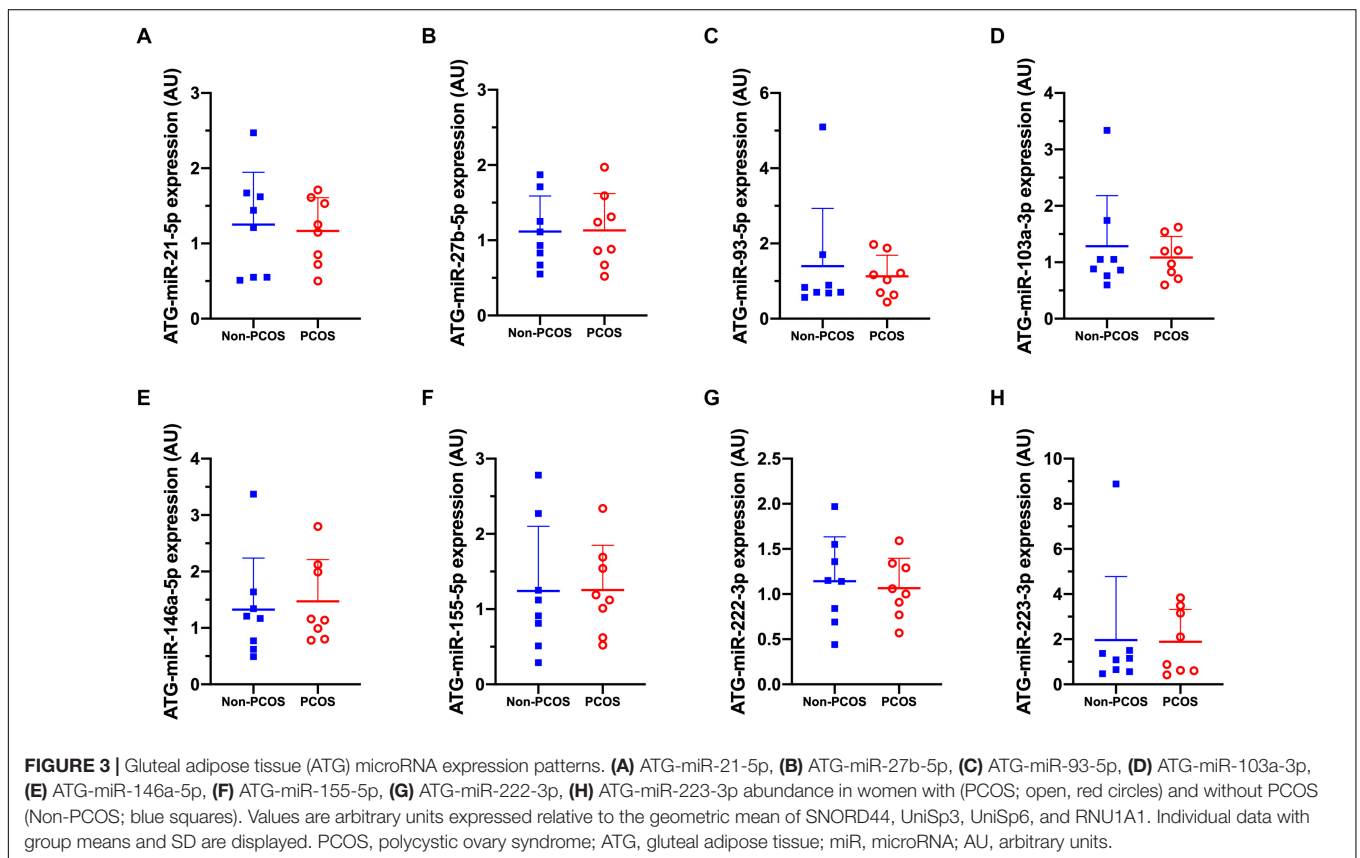 A
B
C
D
ATG-miR-21-5p expression (AU)
3
2
1
0
Non-PCOS PCOS
ATG-miR-27b-5p expression (AU)
3
2
1
0
Non-PCOS PCOS
ATG-miR-93-5p expression (AU)
6
4
2
0
Non-PCOS PCOS
ATG-miR-103a-3p expression (AU)
4
3
2
1
0
Non-PCOS PCOS
E
F
G
H
ATG-miR-146a-5p expression (AU)
4
3
2
1
0
Non-PCOS PCOS
ATG-miR-155-5p expression (AU)
3
2
1
0
Non-PCOS PCOS
ATG-miR-222-3p expression (AU)
2.5
2.0
1.5
1.0
0.5
0.0
Non-PCOS PCOS
ATG-miR-223-3p expression (AU)
10
8
6
4
2
0
Non-PCOS PCOS
FIGURE 3 | Gluteal adipose tissue (ATG) microRNA expression patterns. (A) ATG-miR-21-5p, (B) ATG-miR-27b-5p, (C) ATG-miR-93-5p, (D) ATG-miR-103a-3p,
(E) ATG-miR-146a-5p, (F) ATG-miR-155-5p, (G) ATG-miR-222-3p, (H) ATG-miR-223-3p abundance in women with (PCOS; open, red circles) and without PCOS
(Non-PCOS; blue squares). Values are arbitrary units expressed relative to the geometric mean of SNORD44, UniSp3, UniSp6, and RNU1A1. Individual data with
group means and SD are displayed. PCOS, polycystic ovary syndrome; ATG, gluteal adipose tissue; miR, microRNA; AU, arbitrary units.